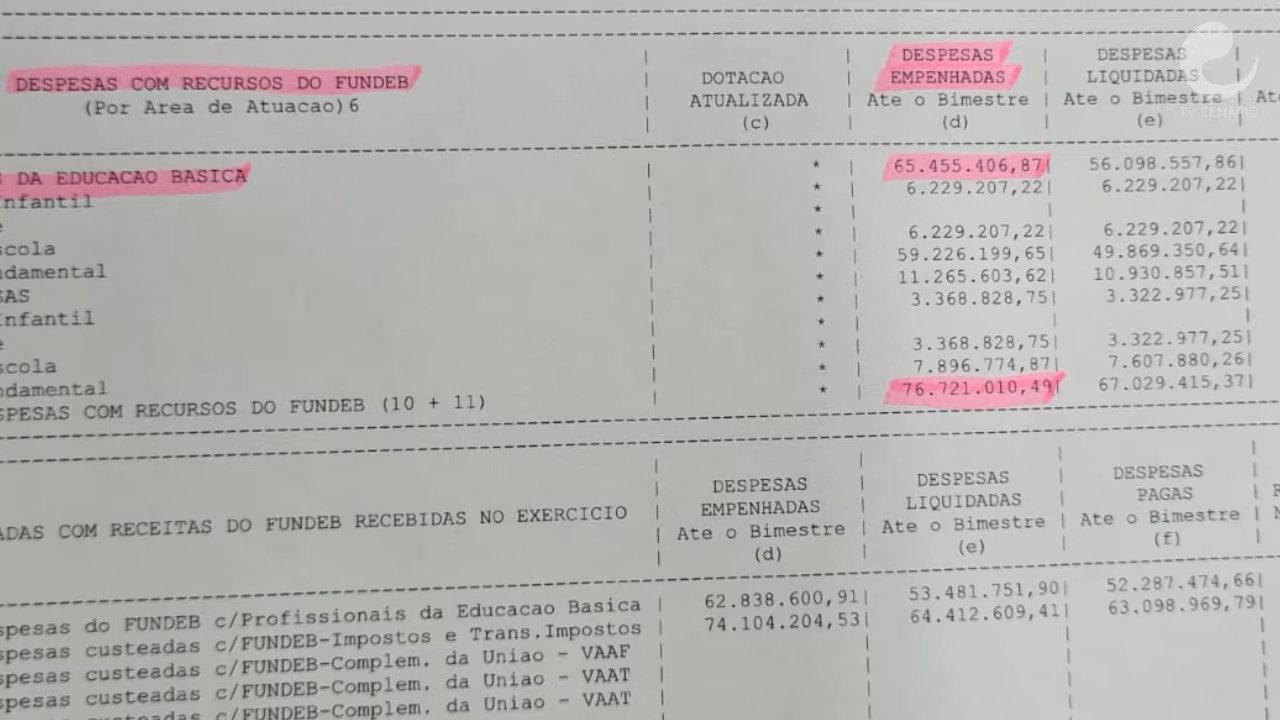 DESPESAS COM RECURSOS DO FUNDEB | DOTACAO | DESPESAS | DESPESAS
(Por Area de Atuacao)6 | ATUALIZADA | EMPENHADAS | LIQUIDADAS
(c) | Ate o Bimestre | Ate o Bimestre | Ate
(d) | (e)
TV CENÁRIO
S DA EDUCACAO BASICA | * | 65.455.406,87| 56.098.557,86|
nfantil | * | 6.229.207,22| 6.229.207,22|
e | * | | |
scola | * | 6.229.207,22| 6.229.207,22|
ndamental | * | 59.226.199,65| 49.869.350,64|
SAS | * | 11.265.603,62| 10.930.857,51|
Infantil | * | 3.368.828,75| 3.322.977,25|
e | * | | |
scola | * | 3.368.828,75| 3.322.977,25|
ndamental | * | 7.896.774,87| 7.607.880,26|
SPESAS COM RECURSOS DO FUNDEB (10 + 11) | * | 76.721.010,49| 67.029.415,37|
ADAS COM RECEITAS DO FUNDEB RECEBIDAS NO EXERCICIO | DESPESAS | DESPESAS | DESPESAS
EMPENHADAS | LIQUIDADAS | PAGAS
Ate o Bimestre | Ate o Bimestre | Ate o Bimestre
(d) | (e) | (f)
spesas do FUNDEB c/Profissionais da Educacao Basica | 62.838.600,91| 53.481.751,90| 52.287.474,66|
spesas custeadas c/FUNDEB-Impostos e Trans.Impostos | 74.104.204,53| 64.412.609,41| 63.098.969,79|
spesas custeadas c/FUNDEB-Complem. da Uniao - VAAF
spesas custeadas c/FUNDEB-Complem. da Uniao - VAAT
custeadas c/FUNDEB-Complem. da Uniao - VAAT